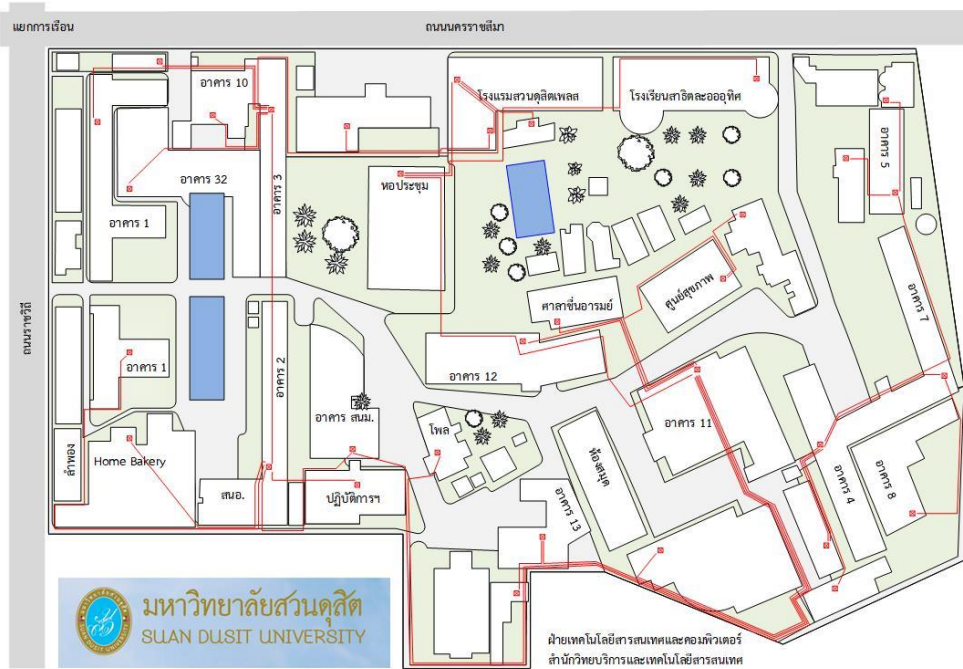 แยกการเรือน
ถนนนครราชสีมา
อาคาร 10
โรงแรมสวนดุสิตเพลส
โรงเรียนสาธิตละอออุทิศ
อาคาร 5
อาคาร 32
อาคาร 3
หอประชุม
อาคาร 1
อาคาร 7
ศูนย์สุขภาพ
ศาลาชื่นอารมย์
ถนนราชวิถี
อาคาร 1
อาคาร 2
อาคาร 12
อาคาร สนม.
โพล
อาคาร 11
ลำพอง
Home Bakery
ห้องสมุด
อาคาร 4
อาคาร 8
สนอ.
ปฏิบัติการฯ
อาคาร 13
มหาวิทยาลัยสวนดุสิต
SUAN DUSIT UNIVERSITY
ฝ่ายเทคโนโลยีสารสนเทศและคอมพิวเตอร์
สำนักวิทยบริการและเทคโนโลยีสารสนเทศ